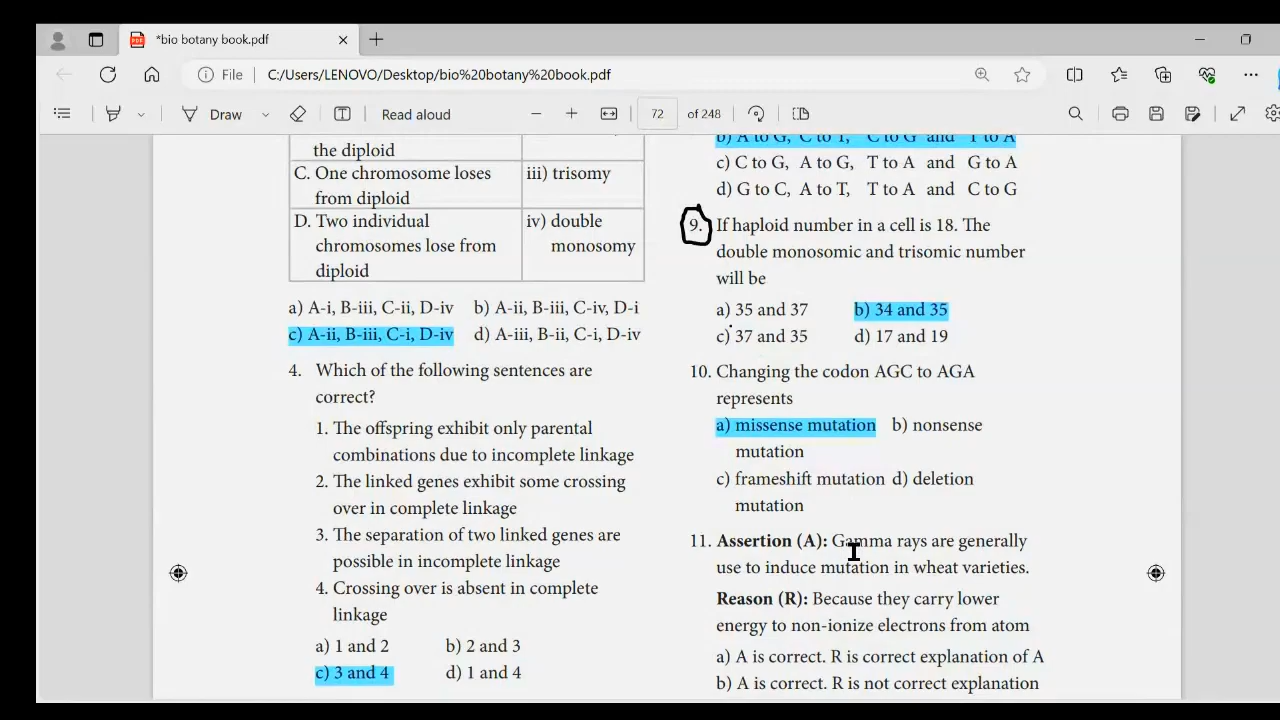 *bio botany book.pdf
File
C:/Users/LENOVO/Desktop/bio%20botany%20book.pdf
Draw
Read aloud
72
of 248
the diploid
C. One chromosome loses from diploid
iii) trisomy
D. Two individual chromosomes lose from diploid
iv) double monosomy
a) A-i, B-iii, C-ii, D-iv b) A-ii, B-iii, C-iv, D-i
c) A-ii, B-iii, C-i, D-iv d) A-iii, B-ii, C-i, D-iv
4. Which of the following sentences are
correct?
1. The offspring exhibit only parental
combinations due to incomplete linkage
2. The linked genes exhibit some crossing
over in complete linkage
3. The separation of two linked genes are
possible in incomplete linkage
4. Crossing over is absent in complete
linkage
a) 1 and 2 b) 2 and 3
c) 3 and 4 d) 1 and 4
b) A to G, C to T, C to G and T to A
c) C to G, A to G, T to A and G to A
d) G to C, A to T, T to A and C to G
9. If haploid number in a cell is 18. The
double monosomic and trisomic number
will be
a) 35 and 37 b) 34 and 35
c) 37 and 35 d) 17 and 19
10. Changing the codon AGC to AGA
represents
a) missense mutation b) nonsense
mutation
c) frameshift mutation d) deletion
mutation
11. Assertion (A): Gamma rays are generally
use to induce mutation in wheat varieties.
Reason (R): Because they carry lower
energy to non-ionize electrons from atom
a) A is correct. R is correct explanation of A
b) A is correct. R is not correct explanation